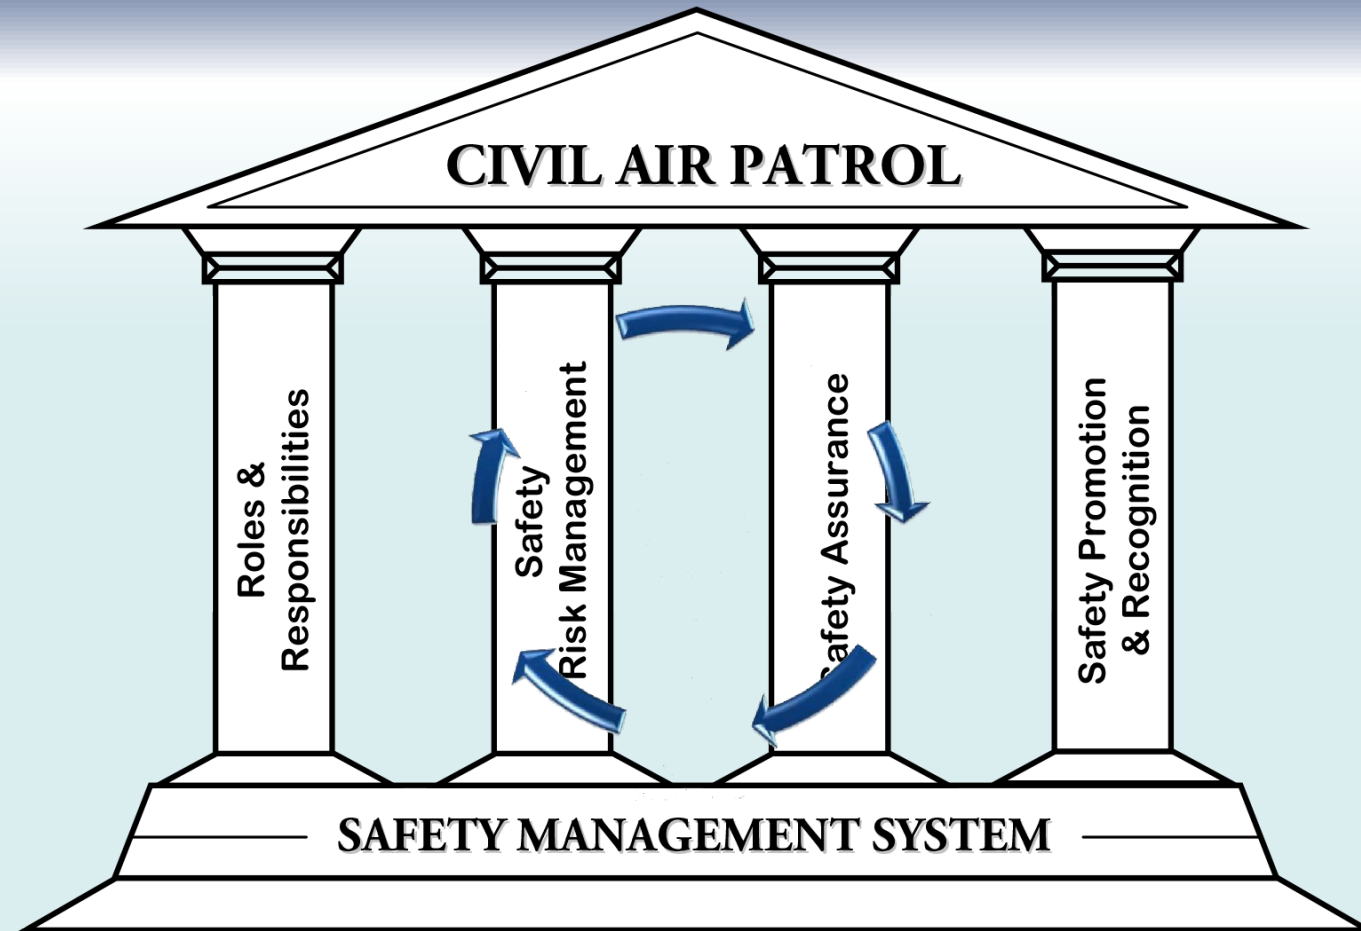 CIVIL AIR PATROL
Roles &
Responsibilities
Safety
Risk Management
Safety Assurance
Safety Promotion
& Recognition
SAFETY MANAGEMENT SYSTEM